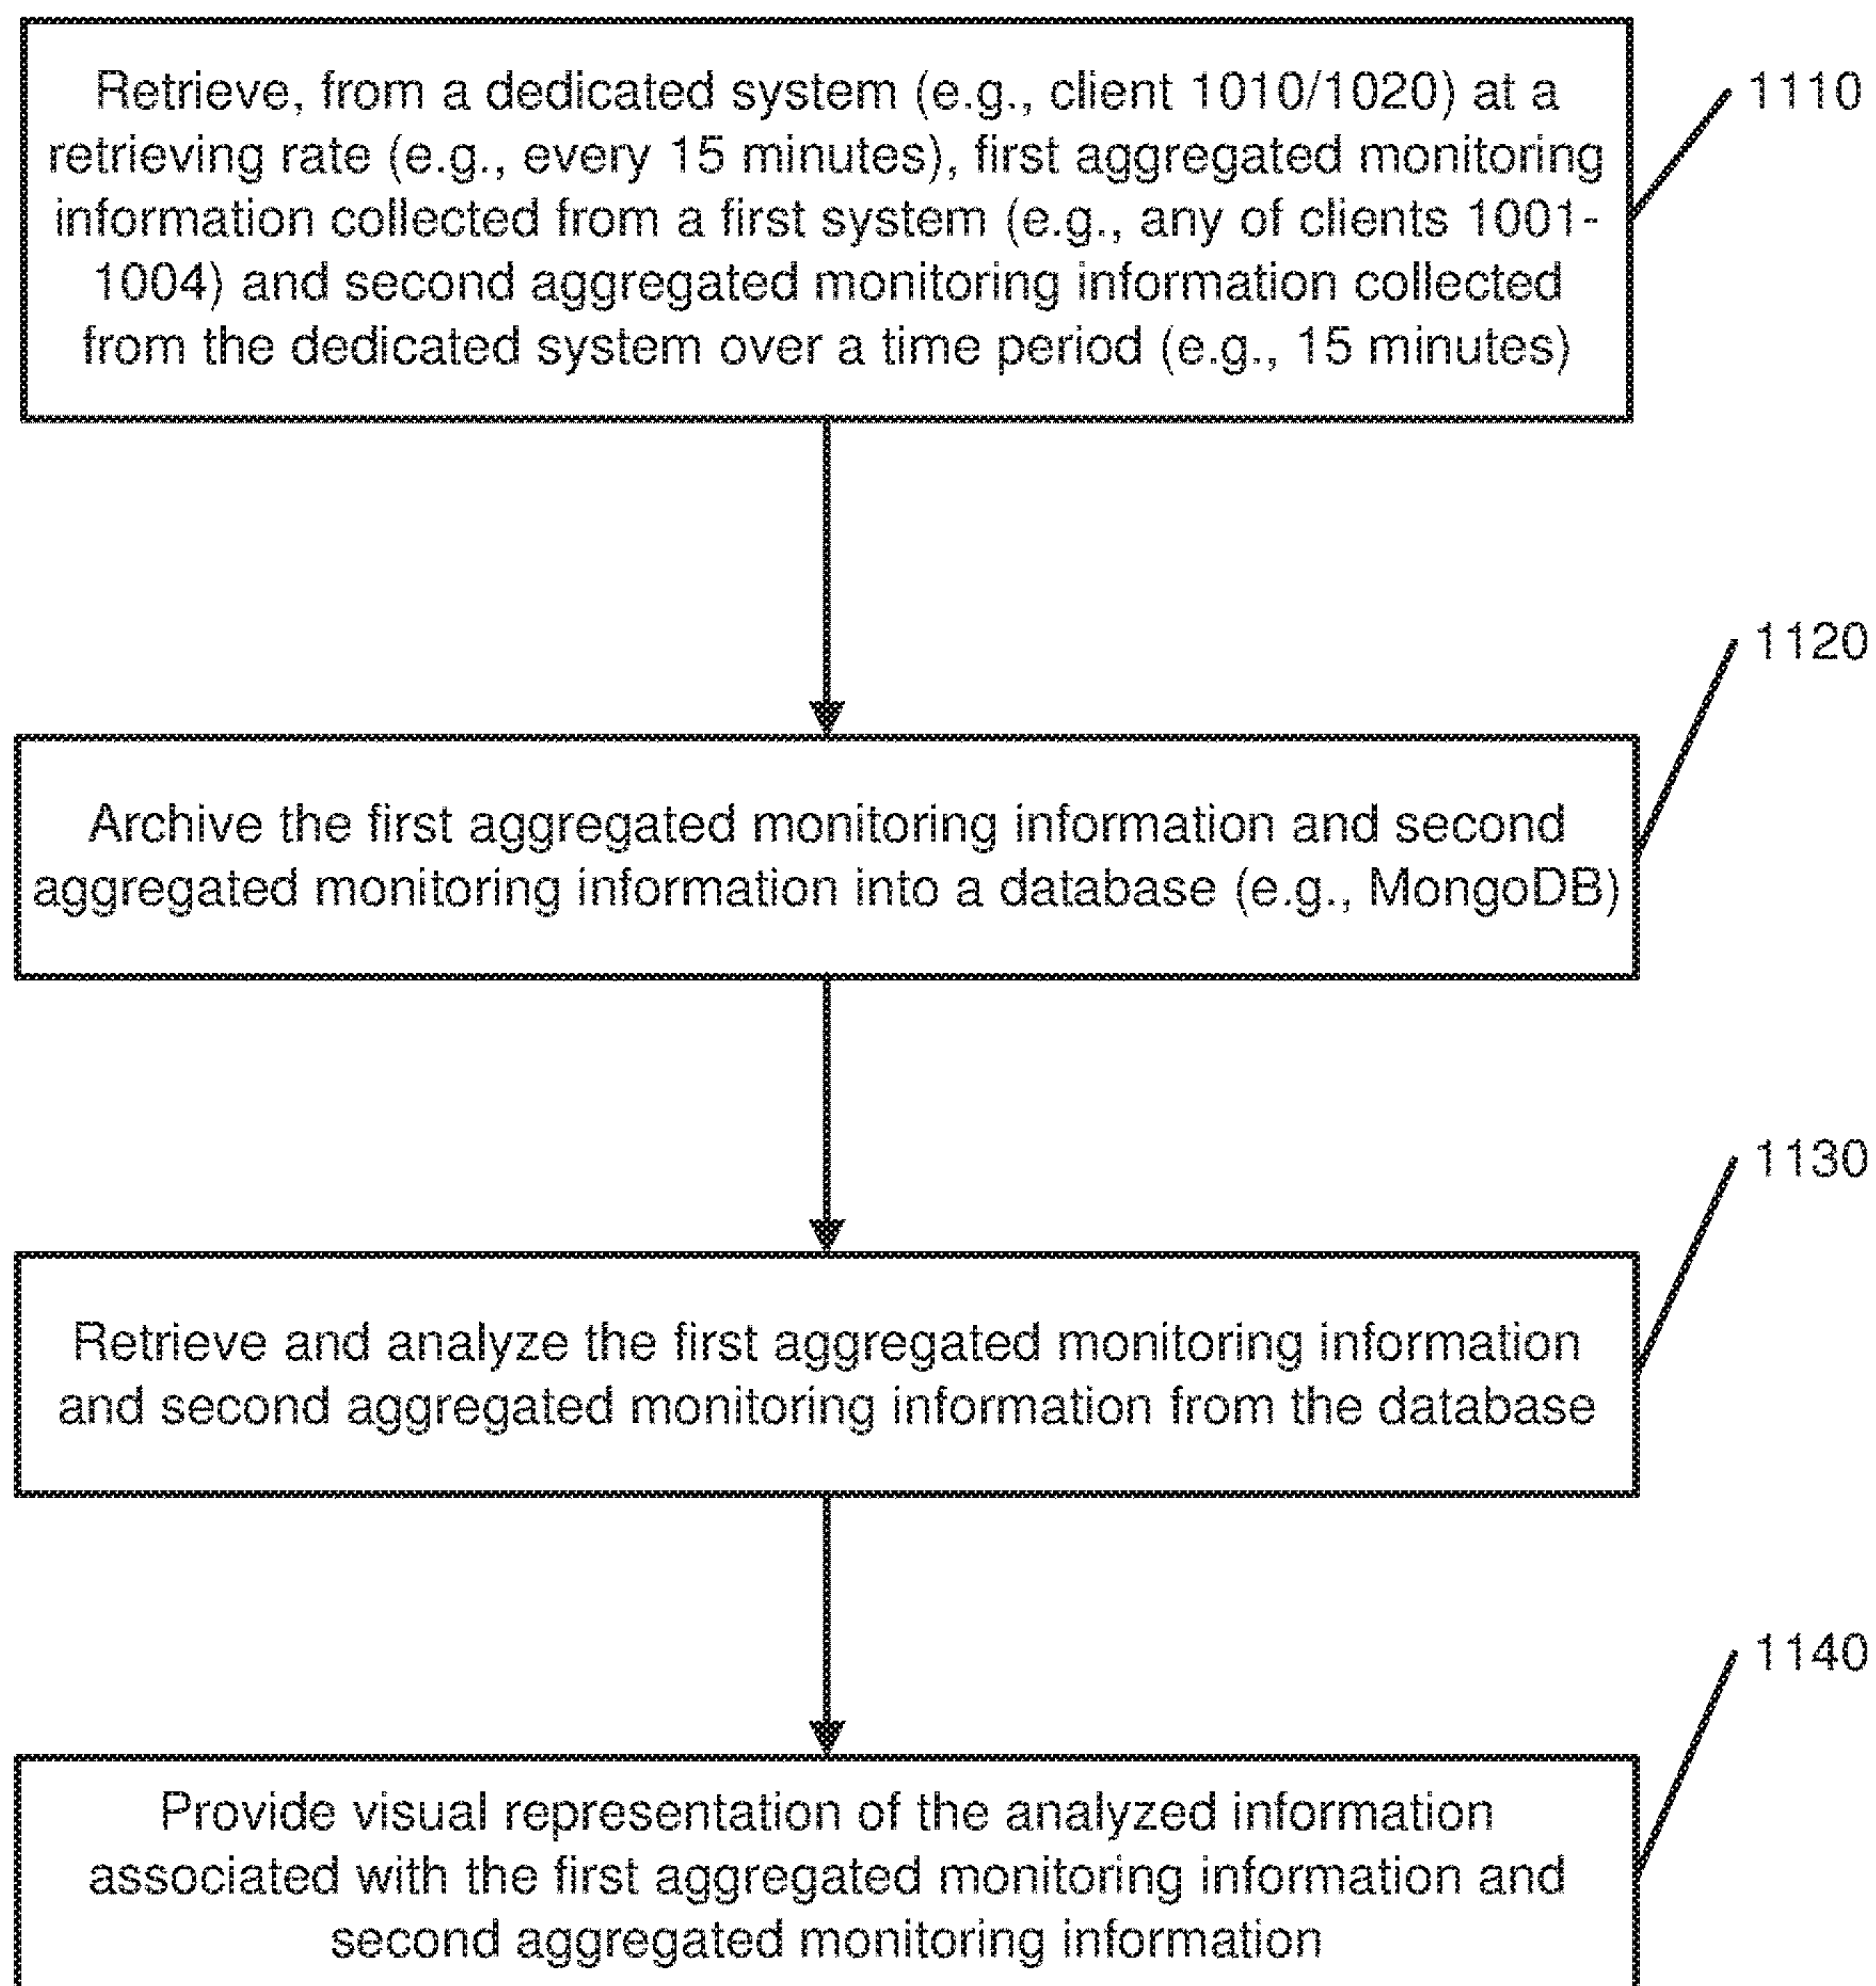 Retrieve, from a dedicated system (e.g., client 1010/1020) at a
retrieving rate (e.g., every 15 minutes), first aggregated monitoring
information collected from a first system (e.g., any of clients 1001-
1004) and second aggregated monitoring information collected
from the dedicated system over a time period (e.g., 15 minutes)
1110
Archive the first aggregated monitoring information and second
aggregated monitoring information into a database (e.g., MongoDB)
1120
Retrieve and analyze the first aggregated monitoring information
and second aggregated monitoring information from the database
1130
Provide visual representation of the analyzed information
associated with the first aggregated monitoring information and
second aggregated monitoring information
1140